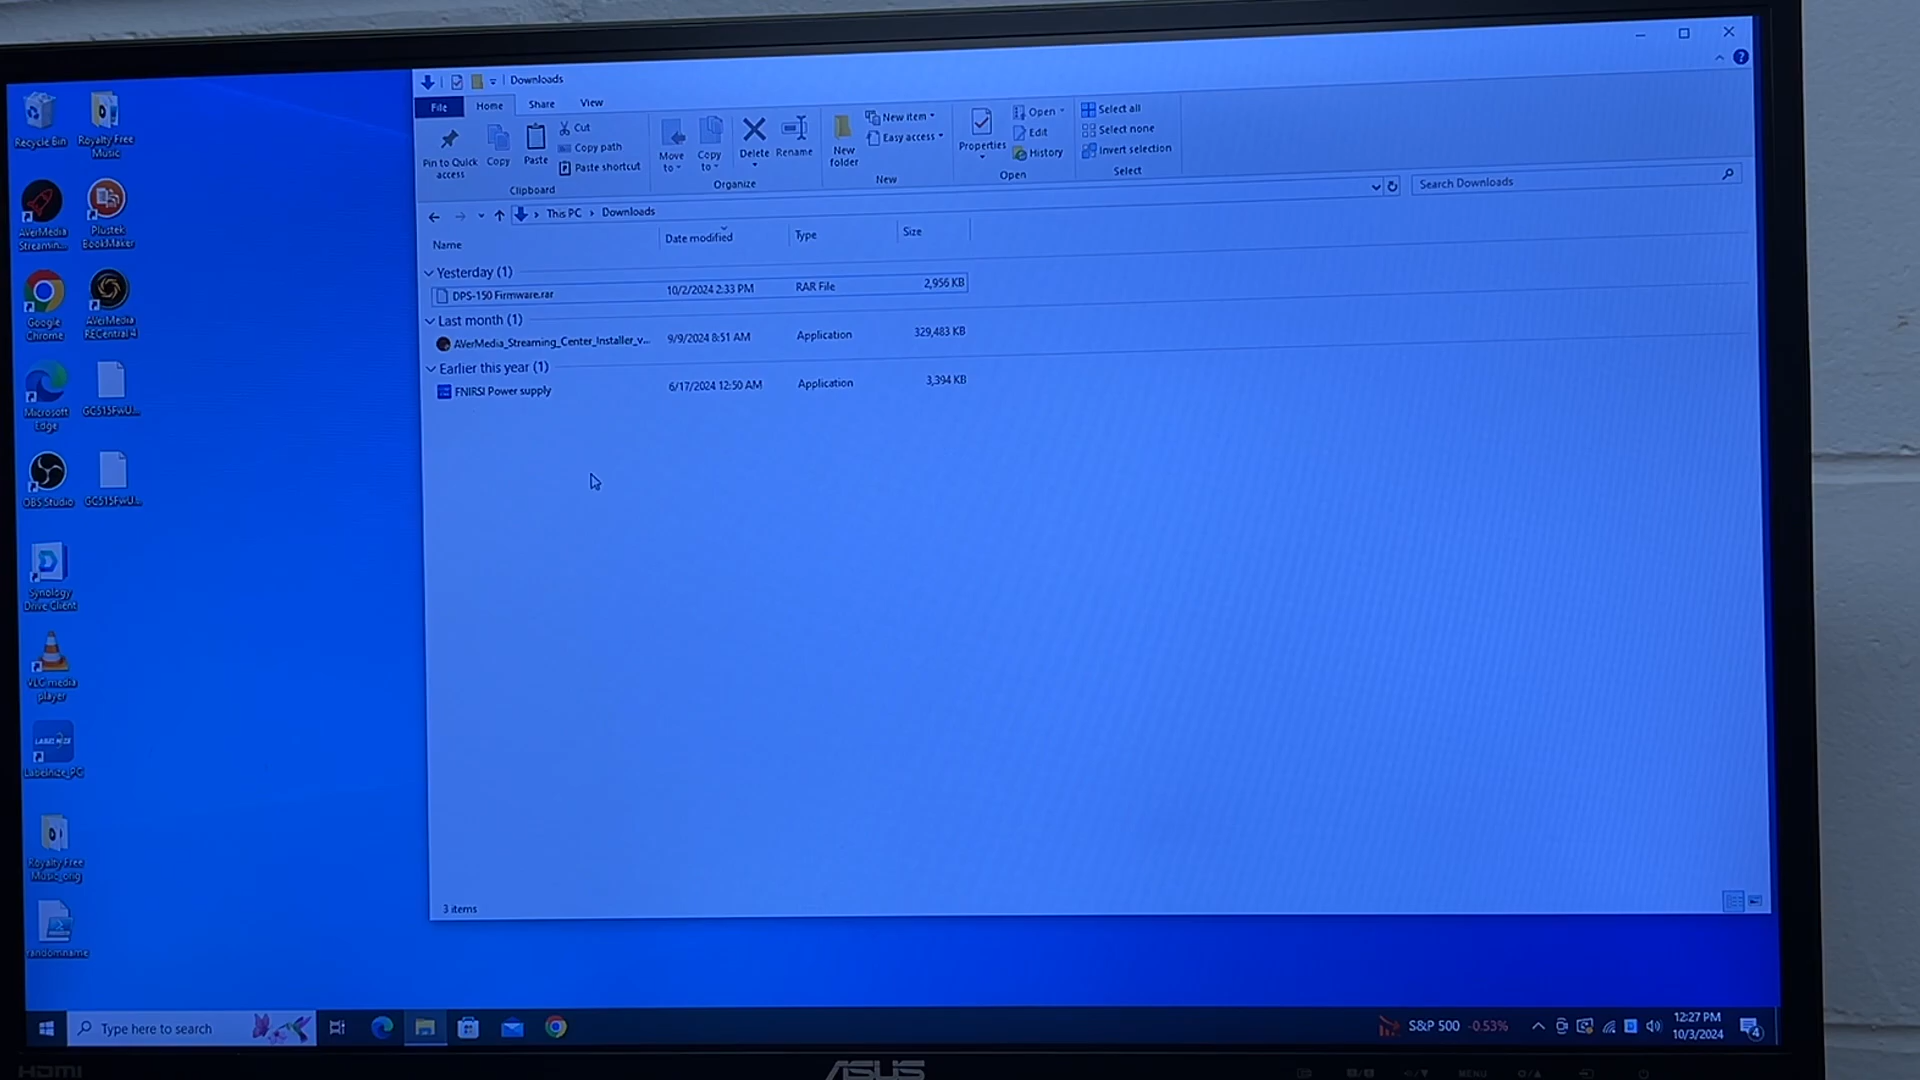 Downloads
File
Home
Share
View
Pin to Quick
access
Copy
Paste
Cut
Copy path
Paste shortcut
Clipboard
Move
to
Copy
to
Delete
Rename
Organize
New
folder
New item
Easy access
New
Properties
Open
Edit
History
Open
Select all
Select none
Invert selection
Select
This PC
Downloads
Search Downloads
Name
Date modified
Type
Size
Yesterday (1)
DPS-150 Firmware.rar
10/2/2024 2:33 PM
RAR File
2,956 KB
Last month (1)
AVerMedia_Streaming_Center_Installer_v...
9/9/2024 8:51 AM
Application
329,483 KB
Earlier this year (1)
FNIRSI Power supply
6/17/2024 12:50 AM
Application
3,394 KB
3 items
Recycle Bin
Royalty Free
Music
AVerMedia
Streamin...
Plustek
BookMaker
Google
Chrome
AVerMedia
RECentral 4
Microsoft
Edge
GC515FwU...
OBS Studio
GC515FwU...
Synology
Drive Client
VLC media
player
Labelnize_PC
Royalty Free
Music_orig
randomname
Type here to search
S&P 500 -0.53%
12:27 PM
10/3/2024
4
HDMI
ASUS
MENU